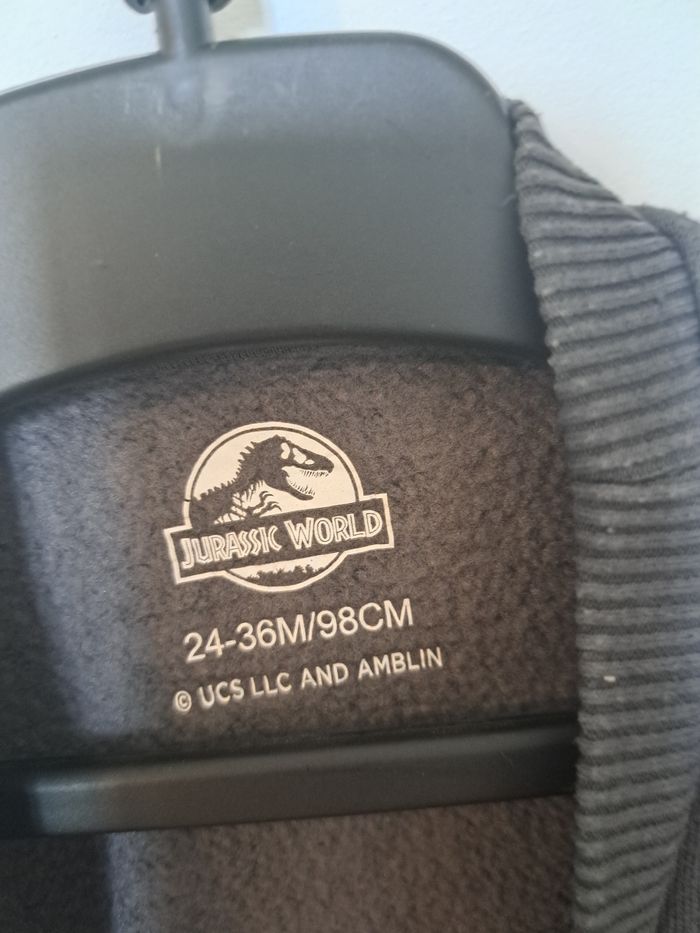 JURASSIC WORLD
24-36M/98CM
© UCS LLC AND AMBLIN